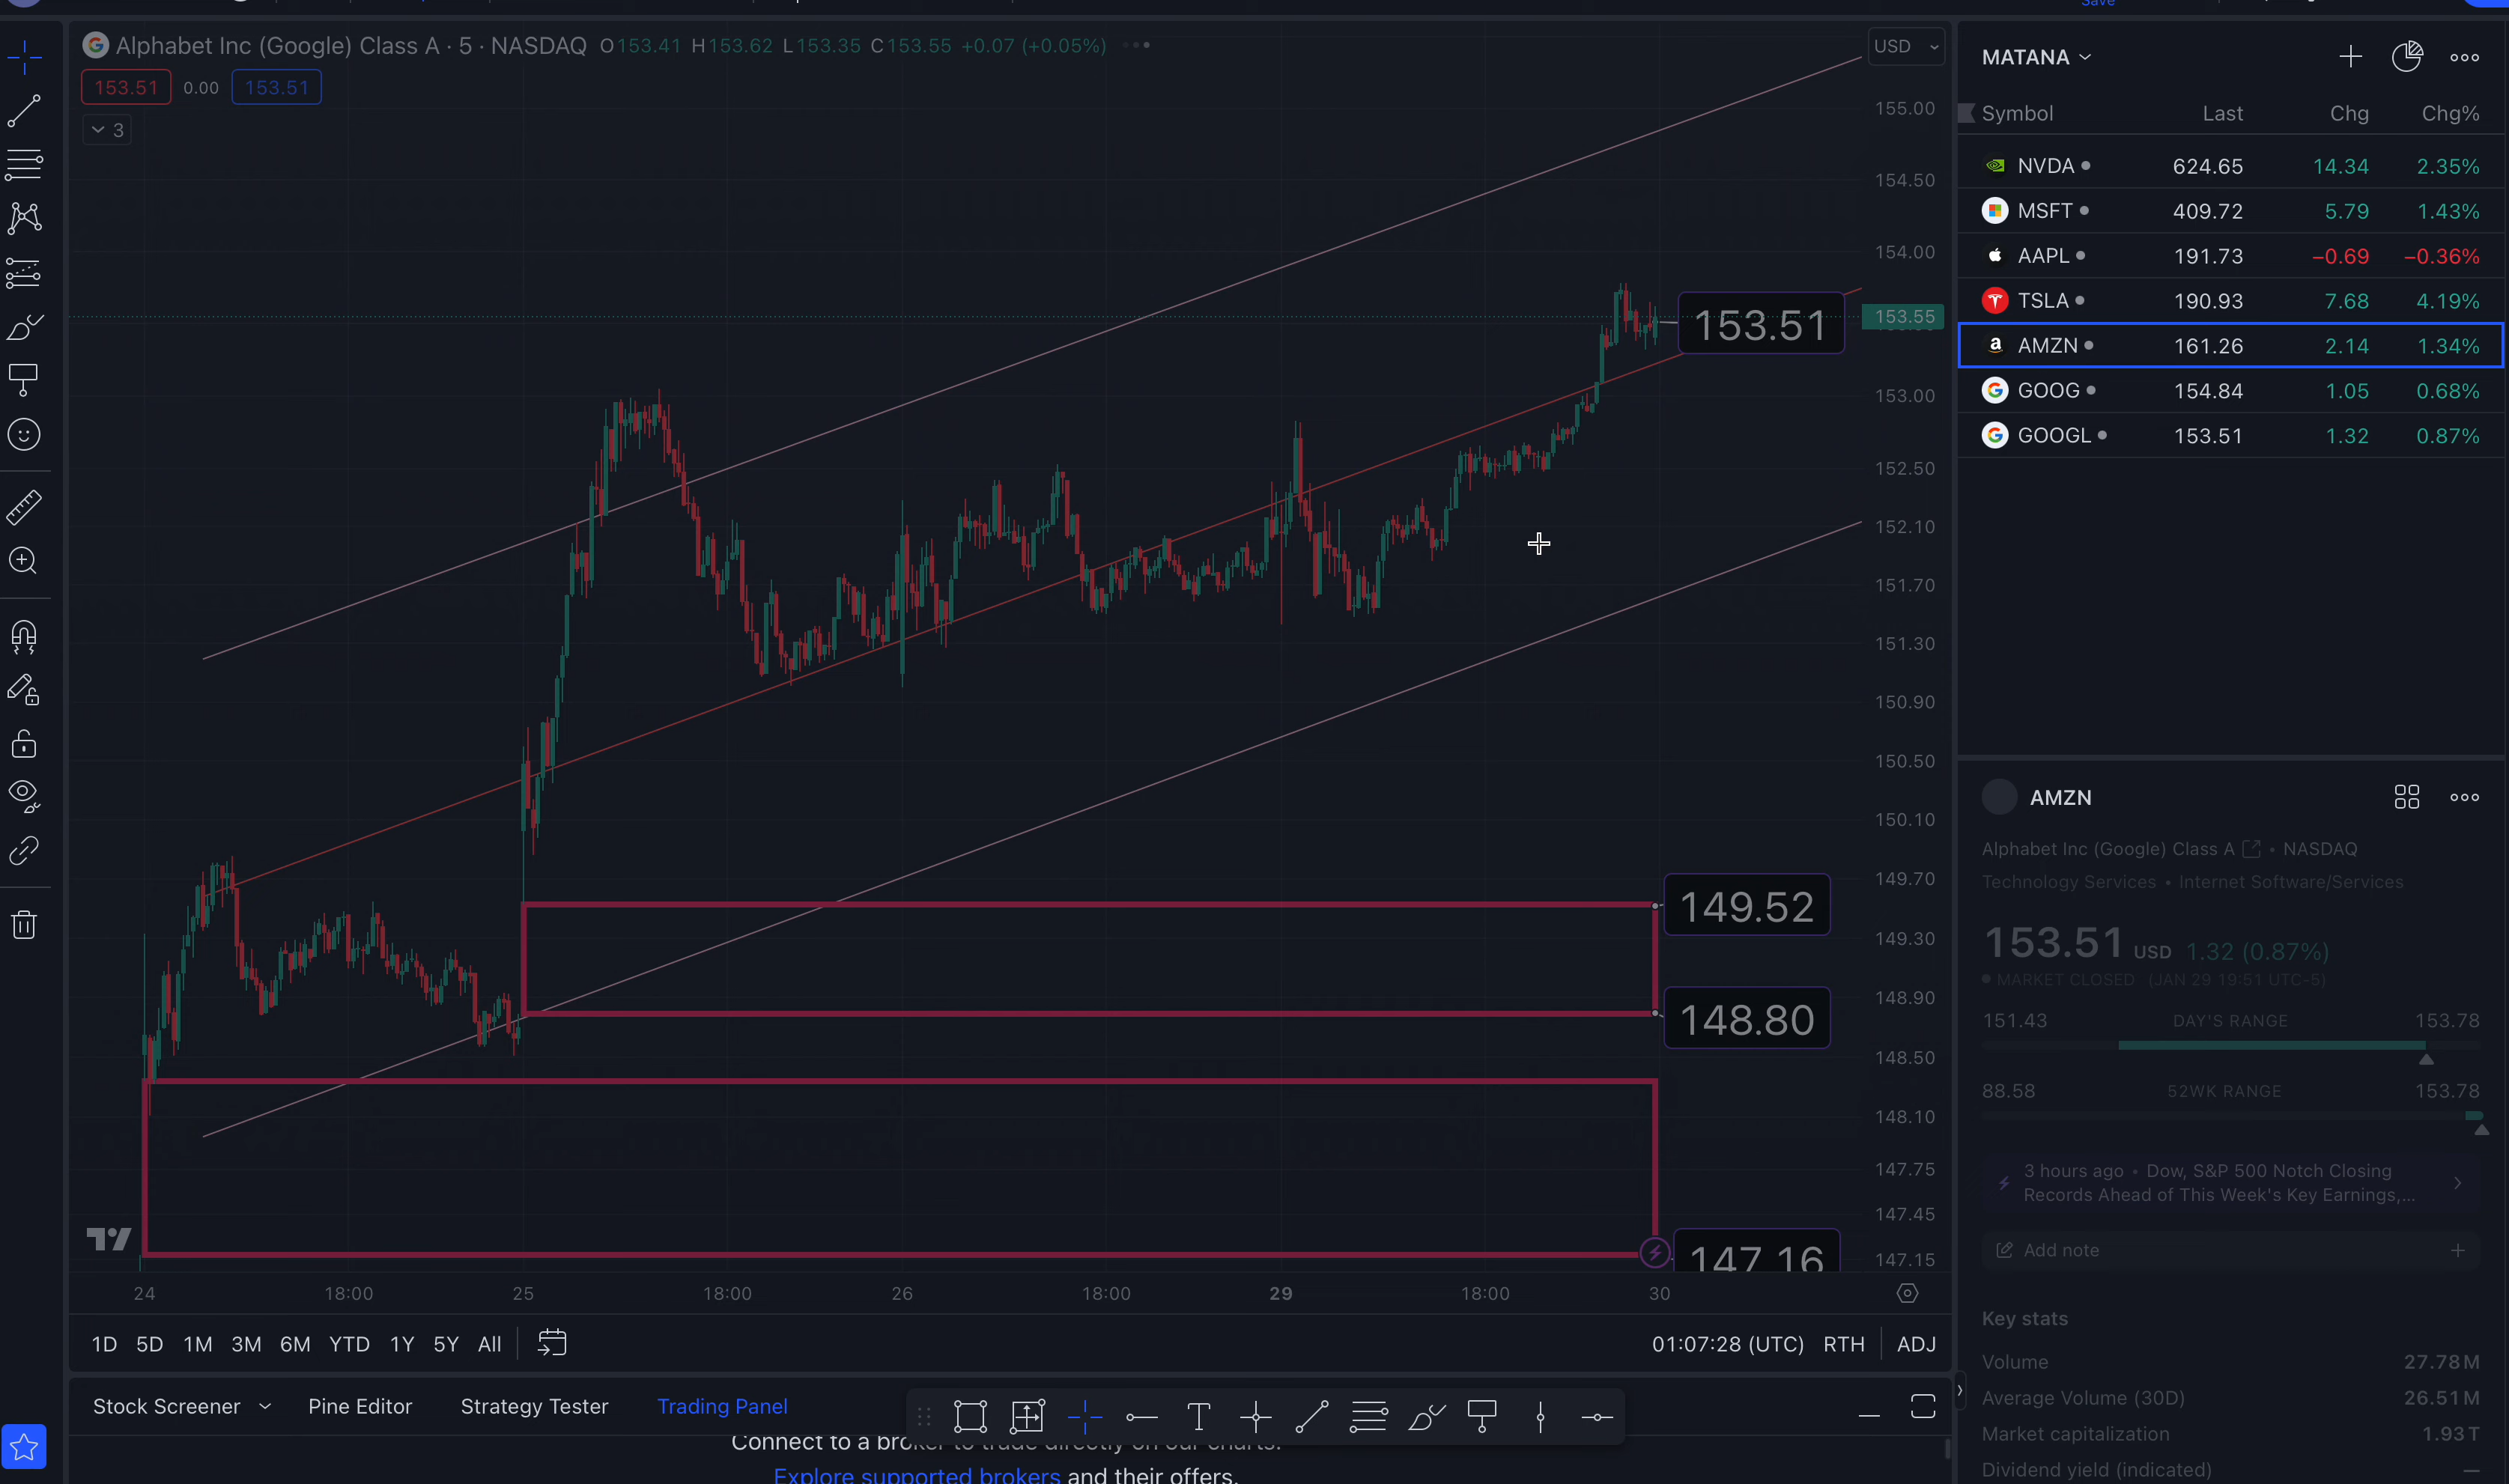 Save
Alphabet Inc (Google) Class A · 5 · NASDAQ O153.41 H153.62 L153.35 C153.55 +0.07 (+0.05%)
USD
153.51 0.00 153.51
3
155.00
154.50
154.00
153.55
153.51
153.00
152.50
152.10
151.70
151.30
150.90
150.50
150.10
149.70
149.52
149.30
148.90
148.80
148.50
148.10
147.75
147.45
147.16
147.15
24 18:00 25 18:00 26 18:00 29 18:00 30
1D 5D 1M 3M 6M YTD 1Y 5Y All
01:07:28 (UTC) RTH ADJ
Stock Screener Pine Editor Strategy Tester Trading Panel
Connect to a broker to trade directly on our charts.
Explore supported brokers and their offers.
MATANA
Symbol Last Chg Chg%
NVDA 624.65 14.34 2.35%
MSFT 409.72 5.79 1.43%
AAPL 191.73 −0.69 −0.36%
TSLA 190.93 7.68 4.19%
AMZN 161.26 2.14 1.34%
GOOG 154.84 1.05 0.68%
GOOGL 153.51 1.32 0.87%
AMZN
Alphabet Inc (Google) Class A • NASDAQ
Technology Services • Internet Software/Services
153.51 USD 1.32 (0.87%)
MARKET CLOSED (JAN 29 19:51 UTC-5)
151.43 DAY'S RANGE 153.78
88.58 52WK RANGE 153.78
3 hours ago • Dow, S&P 500 Notch Closing
Records Ahead of This Week's Key Earnings,...
Add note
Key stats
Volume 27.78M
Average Volume (30D) 26.51M
Market capitalization 1.93T
Dividend yield (indicated) —